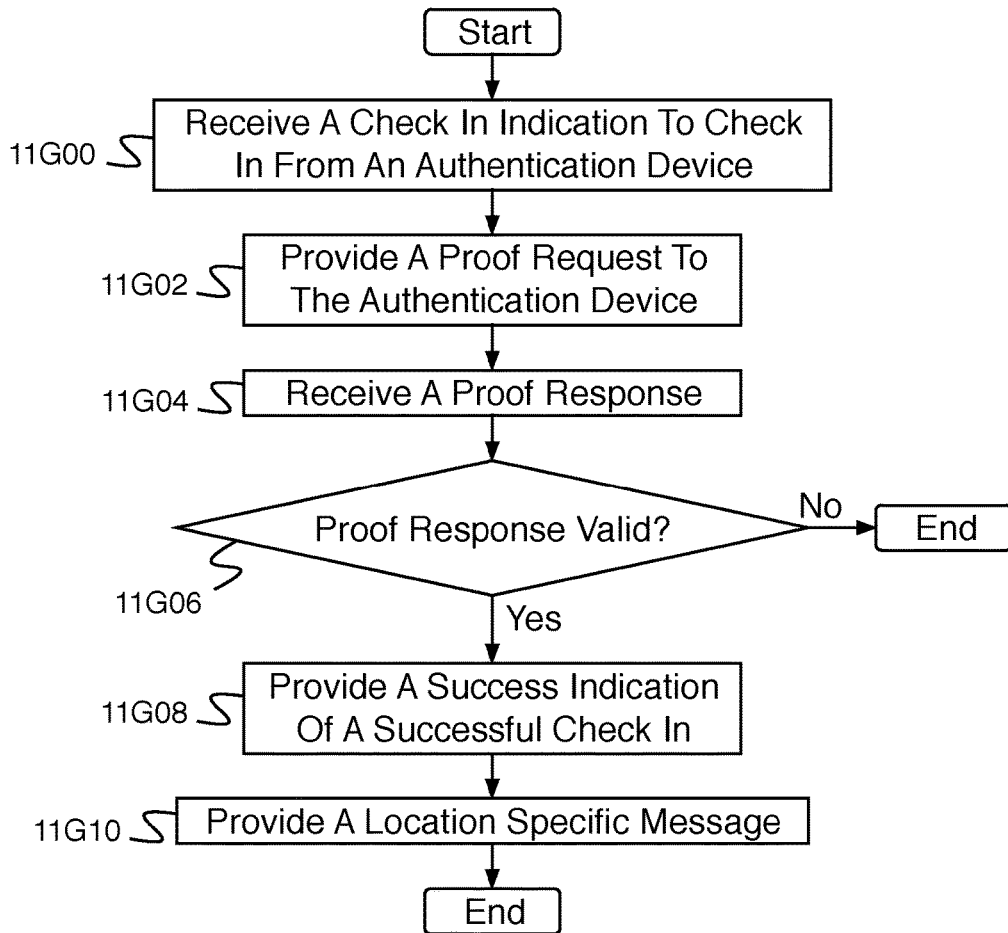 Start
Receive A Check In Indication To Check
In From An Authentication Device
11G00
Provide A Proof Request To
The Authentication Device
11G02
Receive A Proof Response
11G04
Proof Response Valid?
No
End
11G06
Yes
Provide A Success Indication
Of A Successful Check In
11G08
Provide A Location Specific Message
11G10
End